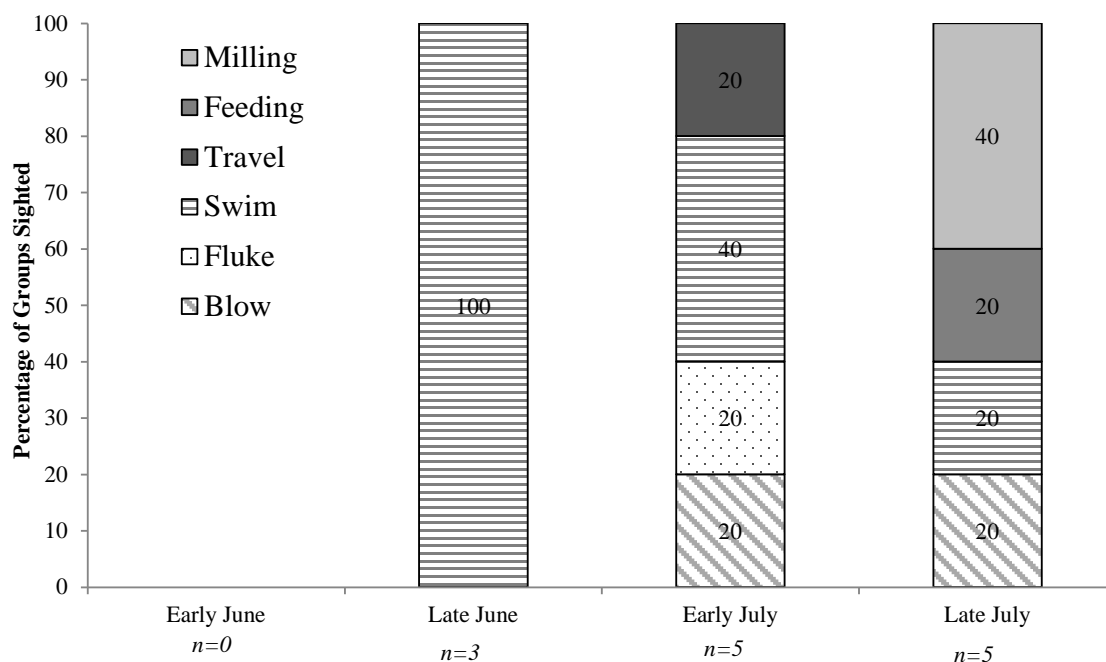 Percentage of Groups Sighted
100
90
80
70
60
50
40
30
20
10
0
Milling
Feeding
Travel
Swim
Fluke
Blow
100
20
40
20
20
40
20
20
20
Early June
n=0
Late June
n=3
Early July
n=5
Late July
n=5